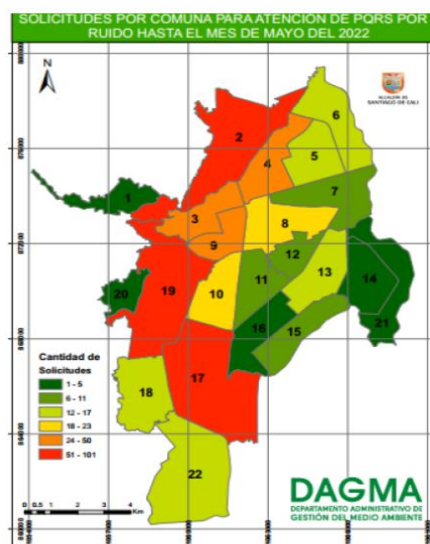 SOLICITUDES POR COMUNA PARA ATENCION DE PQRS POR
RUIDO HASTA EL MES DE MAYO DEL 2022
N
ALCALDÍA DE
SANTIAGO DE CALI
6
2
4
5
1
7
3
8
9
12
13
14
20
19
10
11
16
15
21
17
18
22
Cantidad de
Solicitudes
1 - 5
6 - 11
12 - 17
18 - 23
24 - 50
51 - 101
0 0,5 1 2 3 4
Km
DAGMA
DEPARTAMENTO ADMINISTRATIVO DE
GESTIÓN DEL MEDIO AMBIENTE